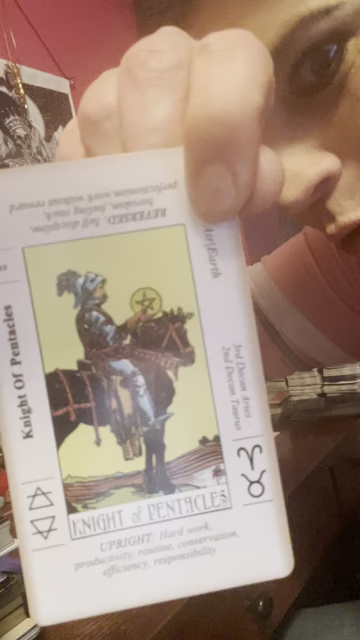 REVERSED: Self discipline,
boredom, feeling stuck,
perfectionism, work without reward
Air\Earth
Knight Of Pentacles
3rd Decan Aries
2nd Decan Taurus
KNIGHT of PENTACLES
UPRIGHT: Hard work,
productivity, routine, conservation,
efficiency, responsibility